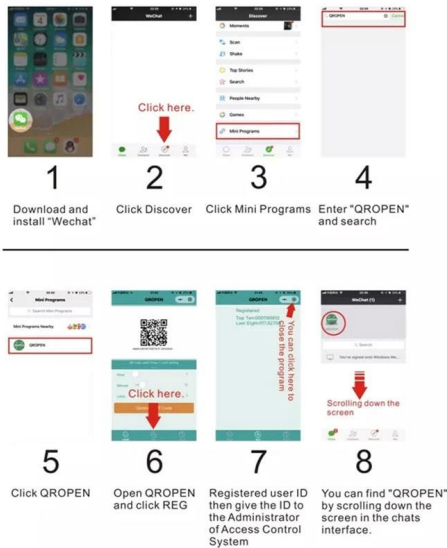 WeChat
Click here.
Discover
Moments
Scan
Shake
Top Stories
Search
People Nearby
Games
Mini Programs
QROPEN
1
2
3
4
Download and
install "Wechat"
Click Discover
Click Mini Programs
Enter "QROPEN"
and search
Mini Programs
Search Mini Programs
Mini Programs Nearby
QROPEN
QROPEN
Click here.
QROPEN
Registered
You can click here to
close the program
WeChat (1)
Search
Scrolling down the
screen
5
6
7
8
Click QROPEN
Open QROPEN
and click REG
Registered user ID
then give the ID to
the Administrator
of Access Control
System
You can find "QROPEN"
by scrolling down the
screen in the chats
interface.